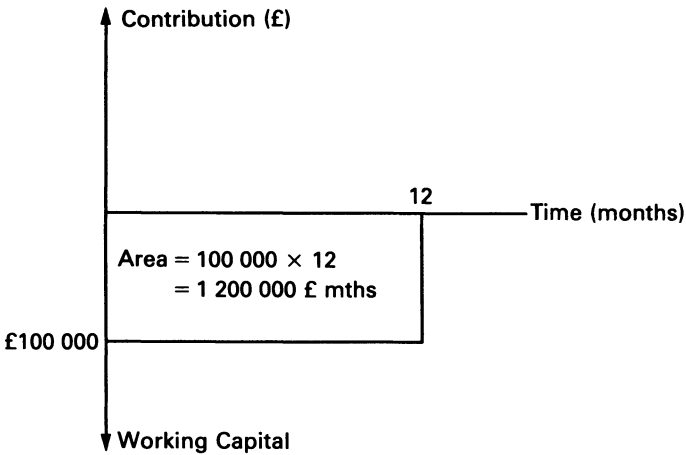 Contribution (£)
12
Time (months)
Area = 100 000 × 12
= 1 200 000 £ mths
£100 000
Working Capital